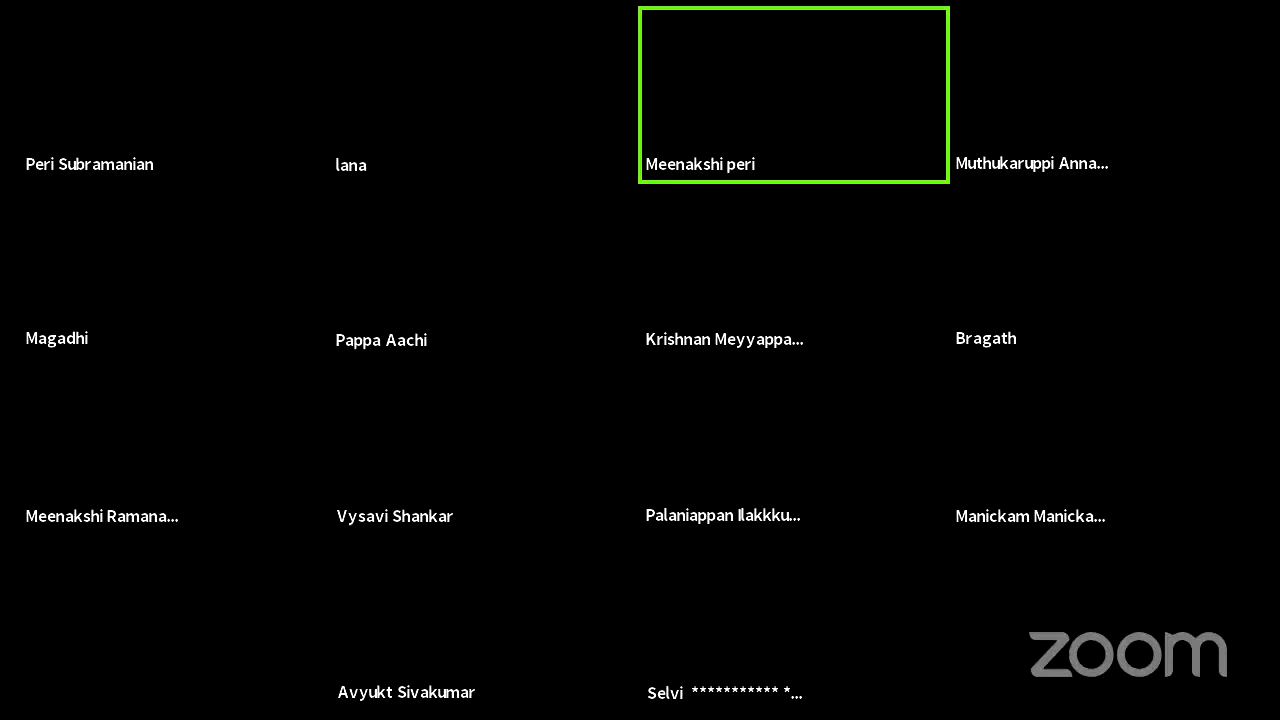 Peri Subramanian
lana
Meenakshi peri
Muthukaruppi Anna...
Magadhi
Pappa Aachi
Krishnan Meyyappa...
Bragath
Meenakshi Ramana...
Vysavi Shankar
Palaniappan Ilakkku...
Manickam Manicka...
Avyukt Sivakumar
Selvi *********** *...
zoom